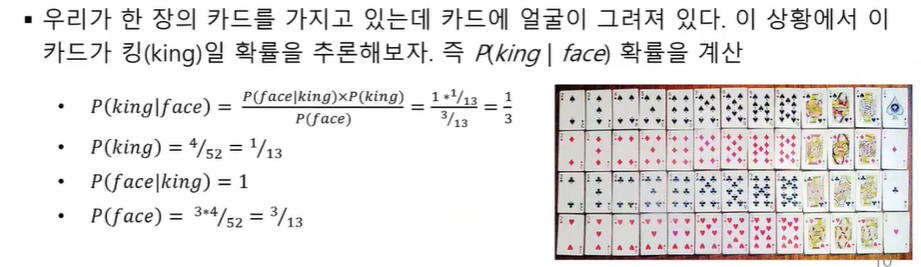 ▪ 우리가 한 장의 카드를 가지고 있는데 카드에 얼굴이 그려져 있다. 이 상황에서 이
카드가 킹(king)일 확률을 추론해보자. 즉 P(king | face) 확률을 계산
• P(king|face) = P(face|king)×P(king) / P(face) = 1 * 1/13 / 3/13 = 1/3
• P(king) = 4/52 = 1/13
• P(face|king) = 1
• P(face) = 3*4/52 = 3/13
10